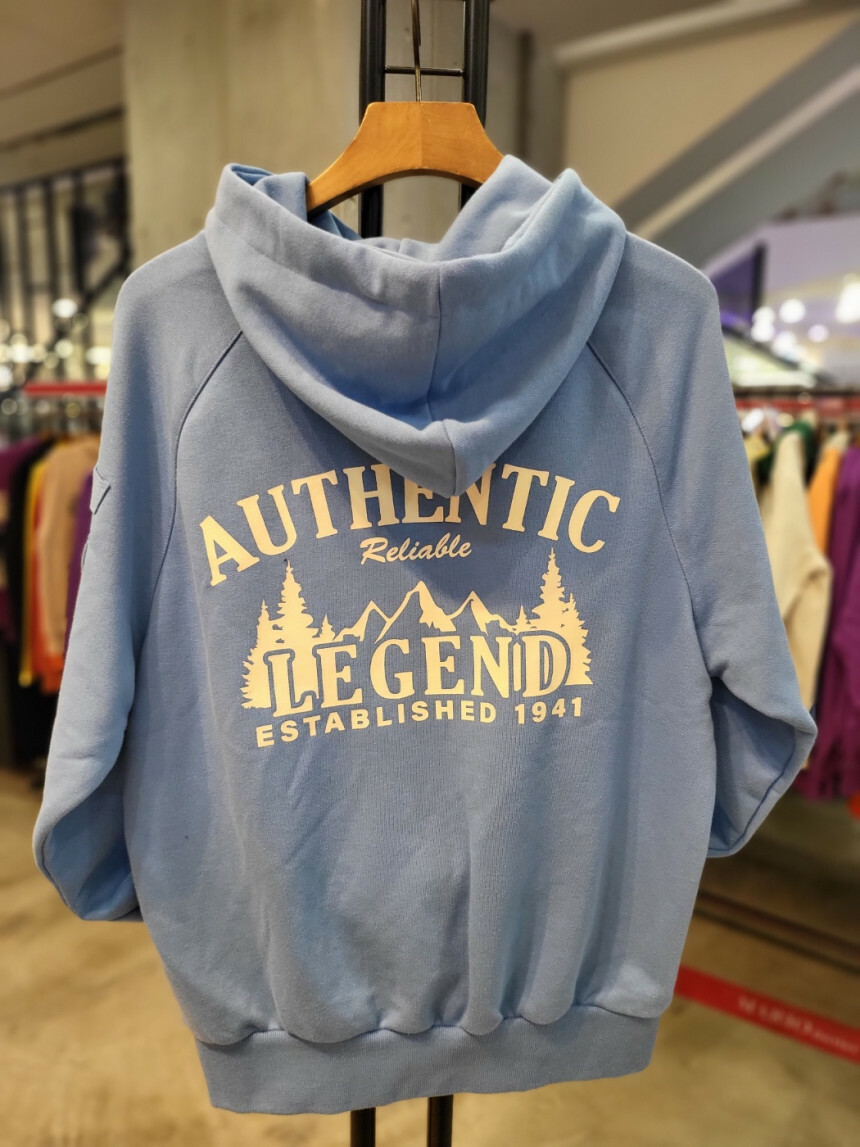 AUTHENTIC
Reliable
LEGEND
ESTABLISHED 1941